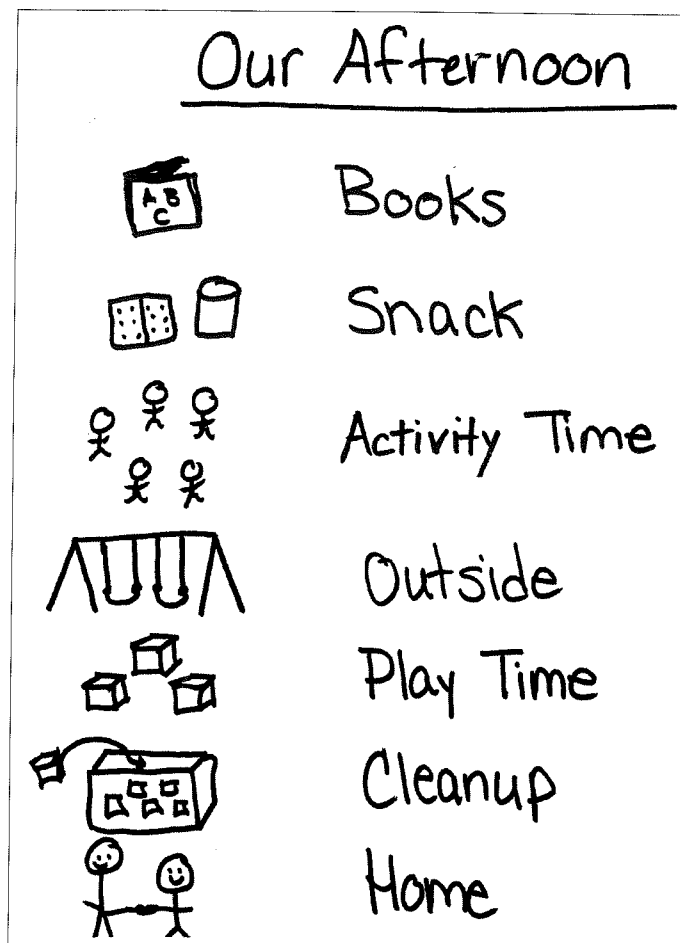 Our Afternoon
A B
C
Books
Snack
Activity Time
Outside
Play Time
Cleanup
Home